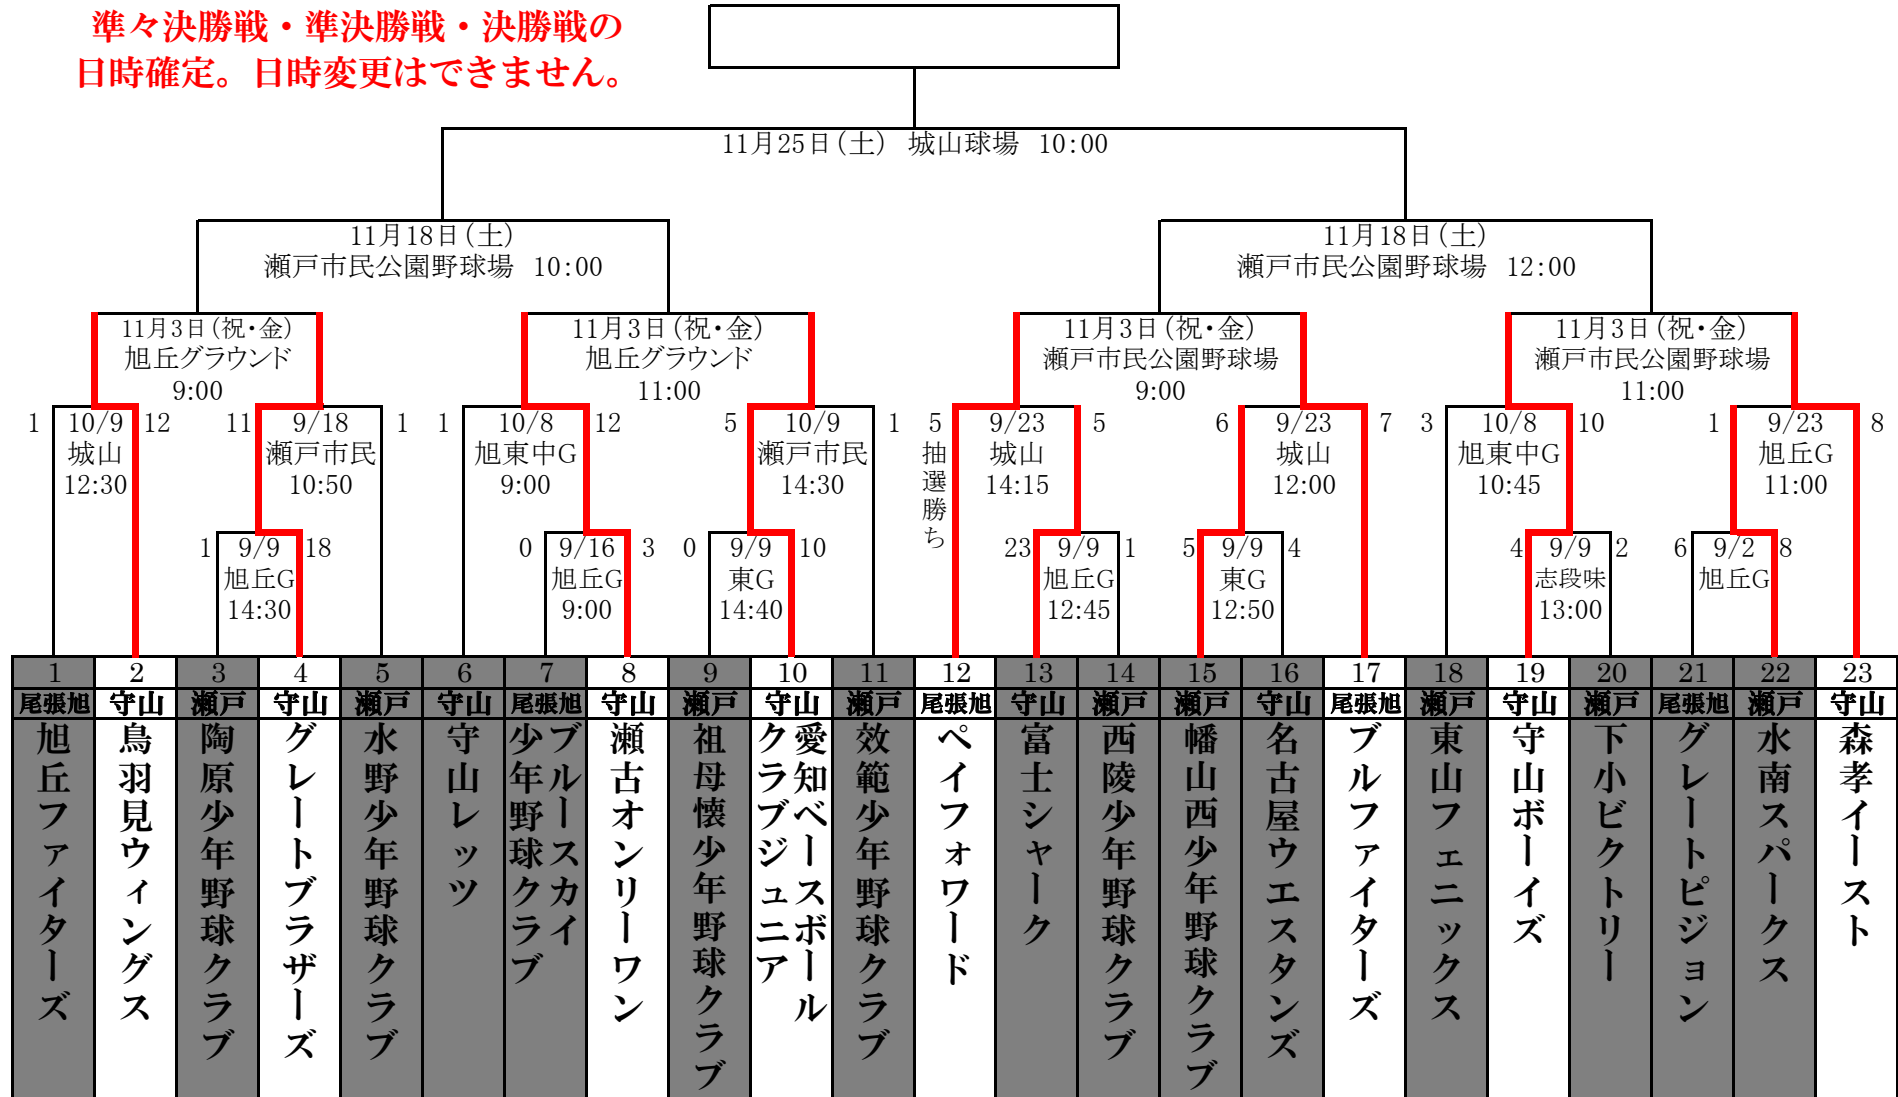 準々決勝戦・準決勝戦・決勝戦の
日時確定。日時変更はできません。
11月25日（土） 城山球場 10:00
11月18日（土）
瀬戸市民公園野球場 10:00
11月18日（土）
瀬戸市民公園野球場 12:00
11月3日（祝・金）
旭丘グラウンド
9:00
11月3日（祝・金）
旭丘グラウンド
11:00
11月3日（祝・金）
瀬戸市民公園野球場
9:00
11月3日（祝・金）
瀬戸市民公園野球場
11:00
1 10/9 12
城山
12:30
11 9/18 1
瀬戸市民
10:50
1 10/8 12
旭東中G
9:00
5 10/9 1
瀬戸市民
14:30
5 9/23 5
抽選勝ち
城山
14:15
6 9/23 7
城山
12:00
3 10/8 10
旭東中G
10:45
1 9/23 8
旭丘G
11:00
1 9/9 18
旭丘G
14:30
0 9/16 3
旭丘G
9:00
0 9/9 10
東G
14:40
23 9/9 1
旭丘G
12:45
5 9/9 4
東G
12:50
4 9/9 2
志段味
13:00
6 9/2 8
旭丘G
1 2 3 4 5 6 7 8 9 10 11 12 13 14 15 16 17 18 19 20 21 22 23
尾張旭 守山 瀬戸 守山 瀬戸 守山 尾張旭 守山 瀬戸 守山 瀬戸 尾張旭 守山 瀬戸 瀬戸 守山 尾張旭 瀬戸 守山 瀬戸 尾張旭 瀬戸 守山
旭丘ファイターズ
鳥羽見ウィングス
陶原少年野球クラブ
グレートブラザーズ
水野少年野球クラブ
守山レッツ
ブルースカイ
少年野球クラブ
瀬古オンリーワン
祖母懐少年野球クラブ
愛知ベースボール
クラブジュニア
效範少年野球クラブ
ペイフォワード
富士シャーク
西陵少年野球クラブ
幡山西少年野球クラブ
名古屋ウエスタンズ
ブルファイターズ
東山フェニックス
守山ボーイズ
下小ビクトリー
グレートピジョン
水南スパークス
森孝イースト